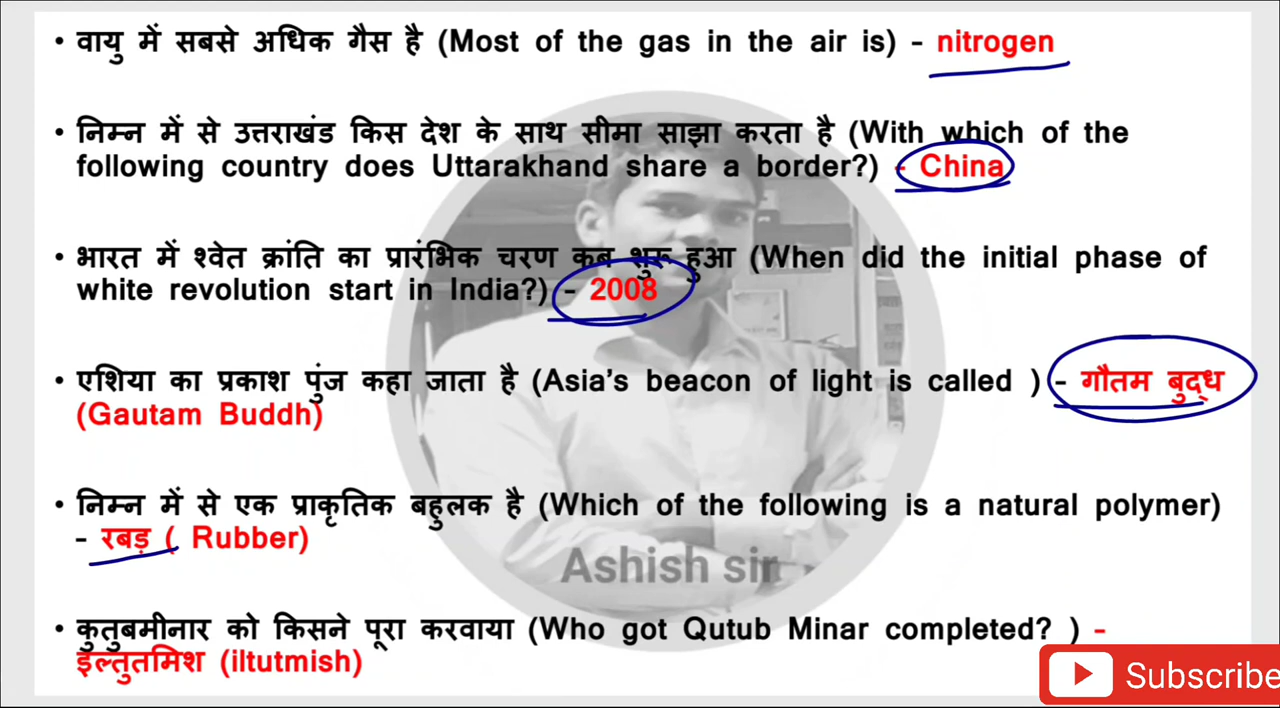 • वायु में सबसे अधिक गैस है (Most of the gas in the air is) - nitrogen
• निम्न में से उत्तराखंड किस देश के साथ सीमा साझा करता है (With which of the
following country does Uttarakhand share a border?) - China
• भारत में श्वेत क्रांति का प्रारंभिक चरण कब शुरू हुआ (When did the initial phase of
white revolution start in India?) - 2008
• एशिया का प्रकाश पुंज कहा जाता है (Asia's beacon of light is called ) - गौतम बुद्ध
(Gautam Buddh)
• निम्न में से एक प्राकृतिक बहुलक है (Which of the following is a natural polymer)
- रबड़ ( Rubber)
Ashish sir
• कुतुबमीनार को किसने पूरा करवाया (Who got Qutub Minar completed? ) -
इल्तुतमिश (iltutmish)
Subscribe